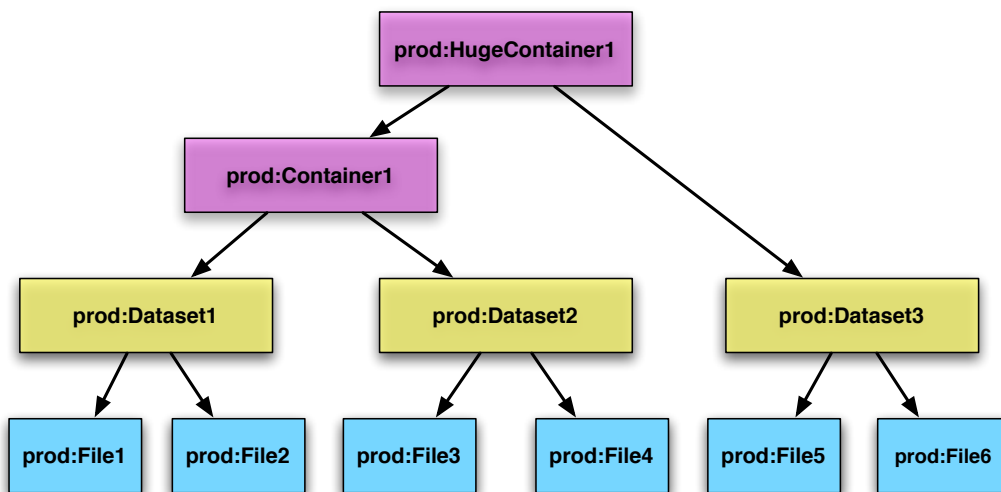 prod:HugeContainer1
prod:Container1
prod:Dataset1
prod:Dataset2
prod:Dataset3
prod:File1
prod:File2
prod:File3
prod:File4
prod:File5
prod:File6